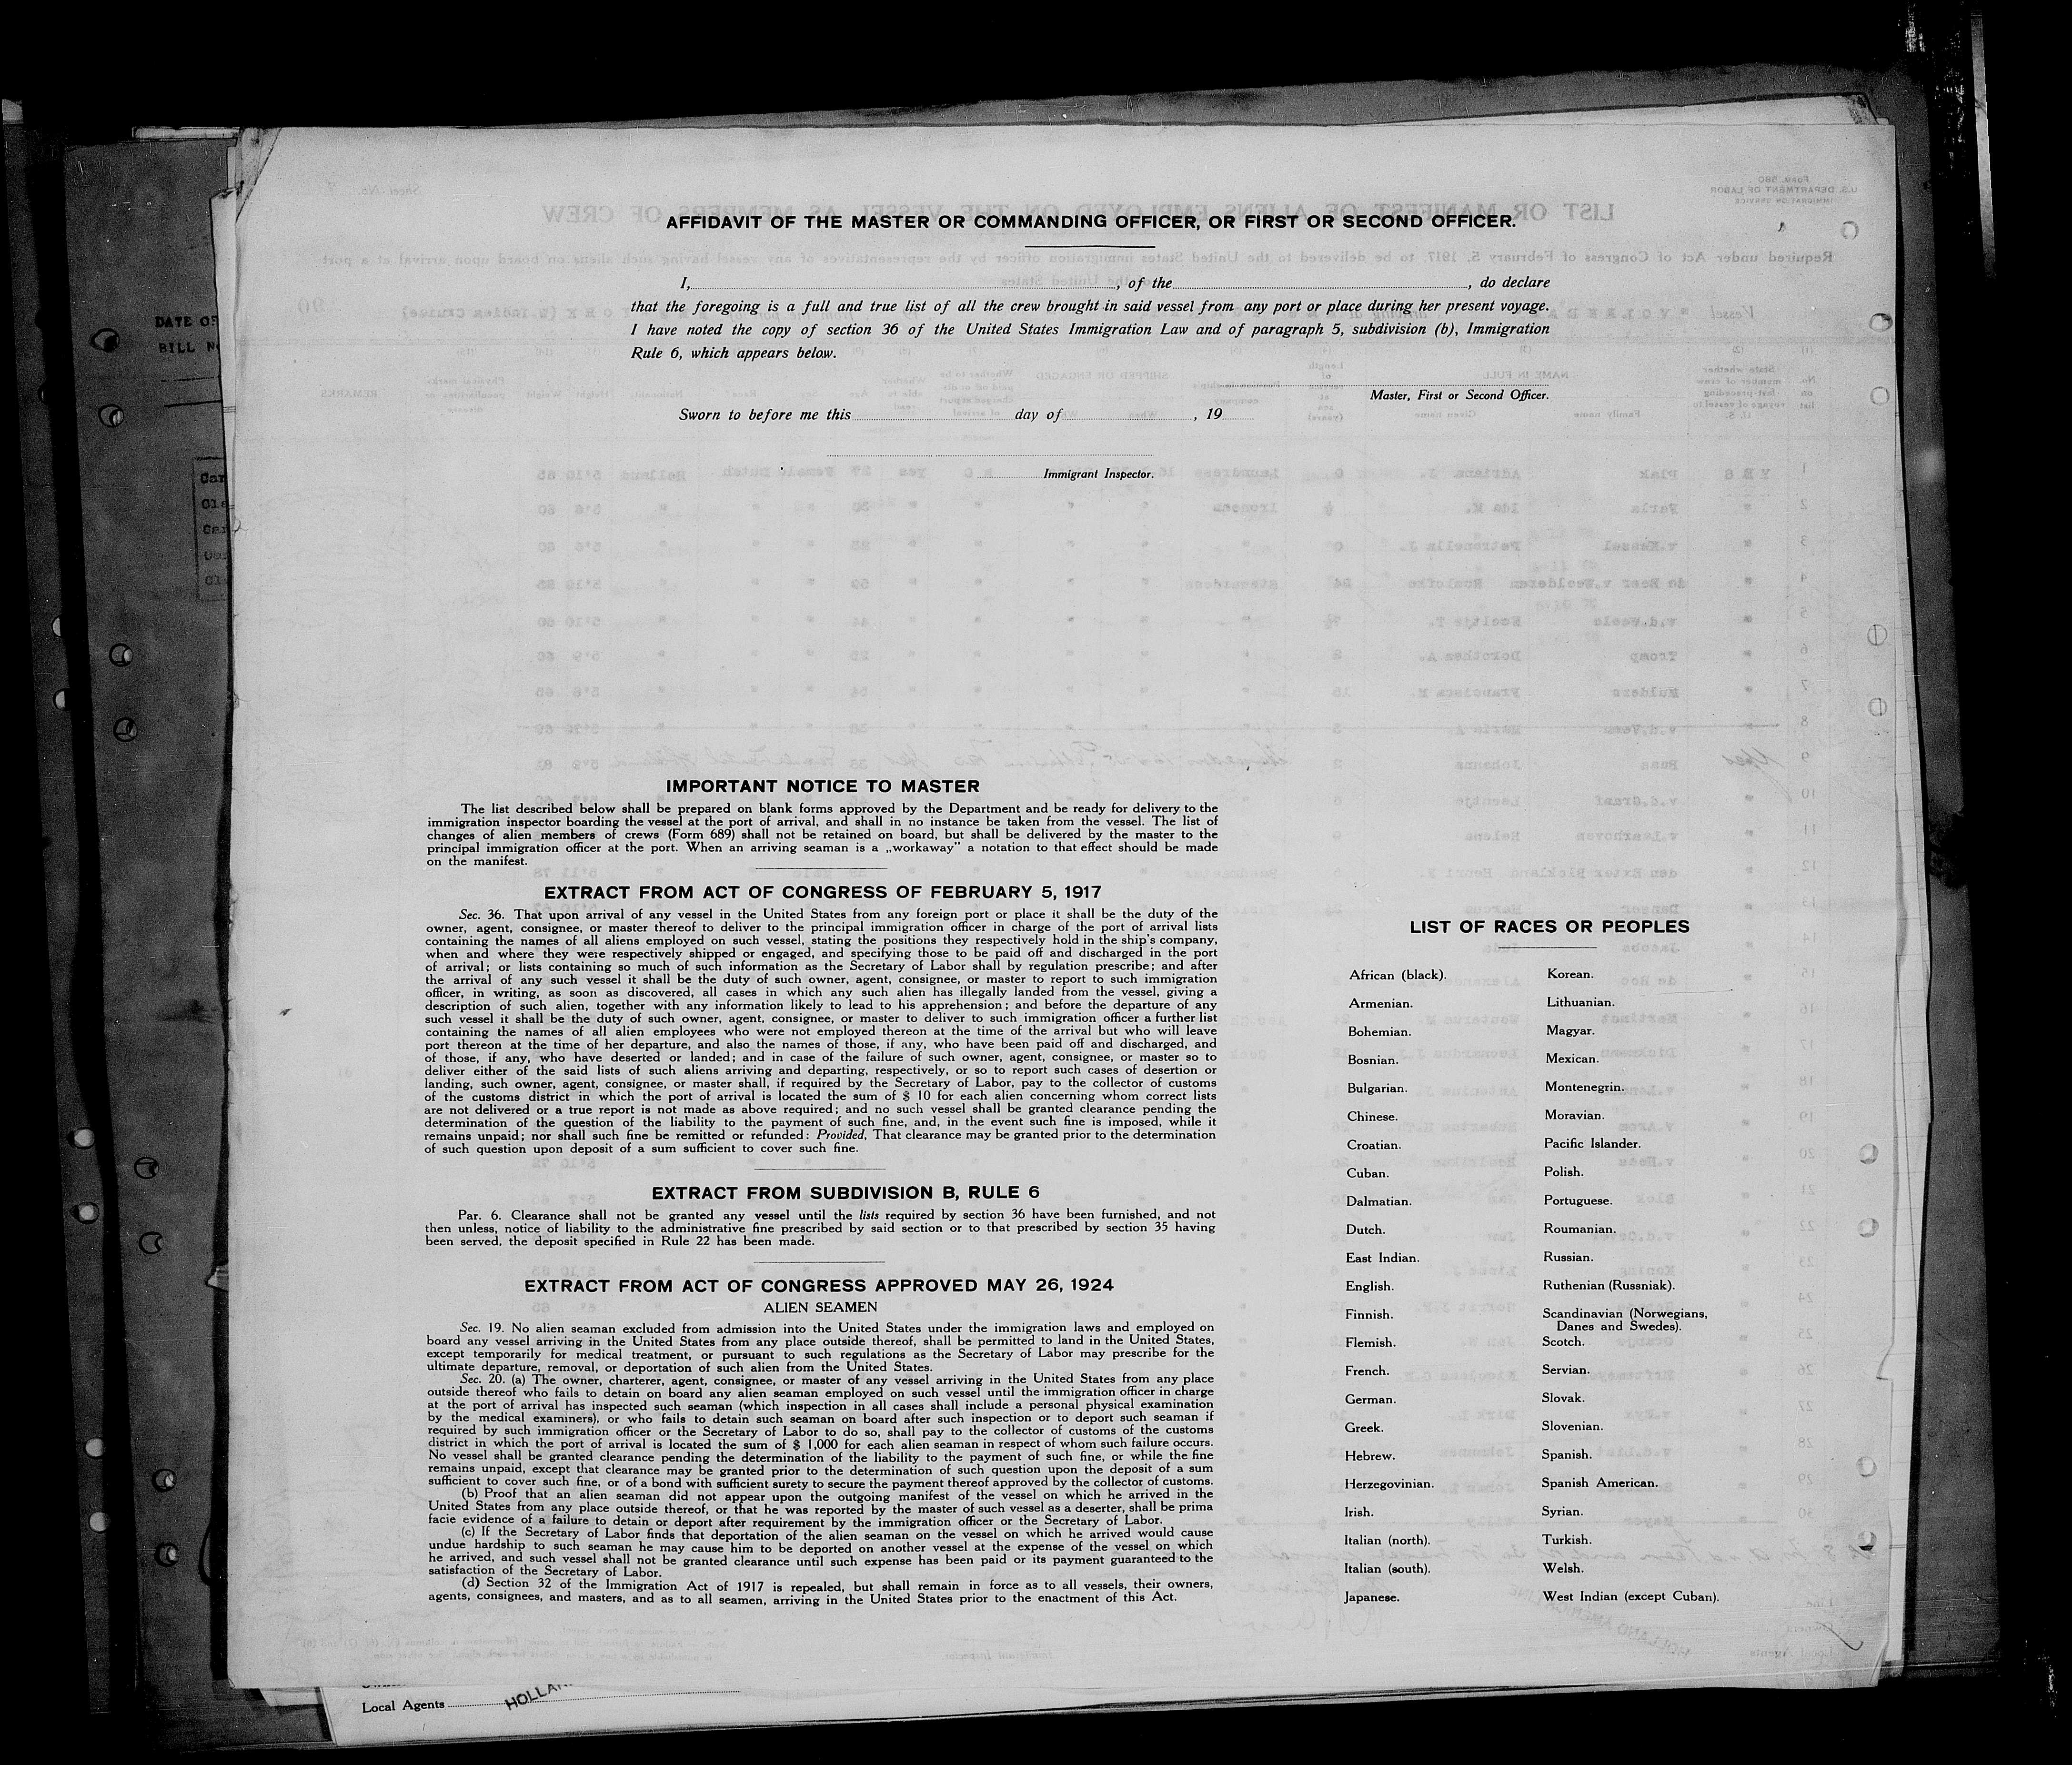 AFFIDAVIT OF THE MASTER OR COMMANDING OFFICER, OR FIRST OR SECOND OFFICER.
I, , of the , do declare
that the foregoing is a full and true list of all the crew brought in said vessel from any port or place during her present voyage.
I have noted the copy of section 36 of the United States Immigration Law and of paragraph 5, subdivision (b), Immigration
Rule 6, which appears below.
Master, First or Second Officer.
Sworn to before me this day of , 19
Immigrant Inspector.
IMPORTANT NOTICE TO MASTER
The list described below shall be prepared on blank forms approved by the Department and be ready for delivery to the
immigration inspector boarding the vessel at the port of arrival, and shall in no instance be taken from the vessel. The list of
changes of alien members of crews (Form 689) shall not be retained on board, but shall be delivered by the master to the
principal immigration officer at the port. When an arriving seaman is a „workaway" a notation to that effect should be made
on the manifest.
EXTRACT FROM ACT OF CONGRESS OF FEBRUARY 5, 1917
Sec. 36. That upon arrival of any vessel in the United States from any foreign port or place it shall be the duty of the
owner, agent, consignee, or master thereof to deliver to the principal immigration officer in charge of the port of arrival lists
containing the names of all aliens employed on such vessel, stating the positions they respectively hold in the ship's company,
when and where they were respectively shipped or engaged, and specifying those to be paid off and discharged in the port
of arrival; or lists containing so much of such information as the Secretary of Labor shall by regulation prescribe; and after
the arrival of any such vessel it shall be the duty of such owner, agent, consignee, or master to report to such immigration
officer, in writing, as soon as discovered, all cases in which any such alien has illegally landed from the vessel, giving a
description of such alien, together with any information likely to lead to his apprehension; and before the departure of any
such vessel it shall be the duty of such owner, agent, consignee, or master to deliver to such immigration officer a further list
containing the names of all alien employees who were not employed thereon at the time of the arrival but who will leave
port thereon at the time of her departure, and also the names of those, if any, who have been paid off and discharged, and
of those, if any, who have deserted or landed; and in case of the failure of such owner, agent, consignee, or master so to
deliver either of the said lists of such aliens arriving and departing, respectively, or so to report such cases of desertion or
landing, such owner, agent, consignee, or master shall, if required by the Secretary of Labor, pay to the collector of customs
of the customs district in which the port of arrival is located the sum of $ 10 for each alien concerning whom correct lists
are not delivered or a true report is not made as above required; and no such vessel shall be granted clearance pending the
determination of the question of the liability to the payment of such fine, and, in the event such fine is imposed, while it
remains unpaid; nor shall such fine be remitted or refunded: Provided, That clearance may be granted prior to the determination
of such question upon deposit of a sum sufficient to cover such fine.
EXTRACT FROM SUBDIVISION B, RULE 6
Par. 6. Clearance shall not be granted any vessel until the lists required by section 36 have been furnished, and not
then unless, notice of liability to the administrative fine prescribed by said section or to that prescribed by section 35 having
been served, the deposit specified in Rule 22 has been made.
EXTRACT FROM ACT OF CONGRESS APPROVED MAY 26, 1924
ALIEN SEAMEN
Sec. 19. No alien seaman excluded from admission into the United States under the immigration laws and employed on
board any vessel arriving in the United States from any place outside thereof, shall be permitted to land in the United States,
except temporarily for medical treatment, or pursuant to such regulations as the Secretary of Labor may prescribe for the
ultimate departure, removal, or deportation of such alien from the United States.
Sec. 20. (a) The owner, charterer, agent, consignee, or master of any vessel arriving in the United States from any place
outside thereof who fails to detain on board any alien seaman employed on such vessel until the immigration officer in charge
at the port of arrival has inspected such seaman (which inspection in all cases shall include a personal physical examination
by the medical examiners), or who fails to detain such seaman on board after such inspection or to deport such seaman if
required by such immigration officer or the Secretary of Labor to do so, shall pay to the collector of customs of the customs
district in which the port of arrival is located the sum of $ 1,000 for each alien seaman in respect of whom such failure occurs.
No vessel shall be granted clearance pending the determination of the liability to the payment of such fine, or while the fine
remains unpaid, except that clearance may be granted prior to the determination of such question upon the deposit of a sum
sufficient to cover such fine, or of a bond with sufficient surety to secure the payment thereof approved by the collector of customs.
(b) Proof that an alien seaman did not appear upon the outgoing manifest of the vessel on which he arrived in the
United States from any place outside thereof, or that he was reported by the master of such vessel as a deserter, shall be prima
facie evidence of a failure to detain or deport after requirement by the immigration officer or the Secretary of Labor.
(c) If the Secretary of Labor finds that deportation of the alien seaman on the vessel on which he arrived would cause
undue hardship to such seaman he may cause him to be deported on another vessel at the expense of the vessel on which
he arrived, and such vessel shall not be granted clearance until such expense has been paid or its payment guaranteed to the
satisfaction of the Secretary of Labor.
(d) Section 32 of the Immigration Act of 1917 is repealed, but shall remain in force as to all vessels, their owners,
agents, consignees, and masters, and as to all seamen, arriving in the United States prior to the enactment of this Act.
LIST OF RACES OR PEOPLES
African (black).
Armenian.
Bohemian.
Bosnian.
Bulgarian.
Chinese.
Croatian.
Cuban.
Dalmatian.
Dutch.
East Indian.
English.
Finnish.
Flemish.
French.
German.
Greek.
Hebrew.
Herzegovinian.
Irish.
Italian (north).
Italian (south).
Japanese.
Korean.
Lithuanian.
Magyar.
Mexican.
Montenegrin.
Moravian.
Pacific Islander.
Polish.
Portuguese.
Roumanian.
Russian.
Ruthenian (Russniak).
Scandinavian (Norwegians,
Danes and Swedes).
Scotch.
Servian.
Slovak.
Slovenian.
Spanish.
Spanish American.
Syrian.
Turkish.
Welsh.
West Indian (except Cuban).
DATE OF
BILL
Local Agents